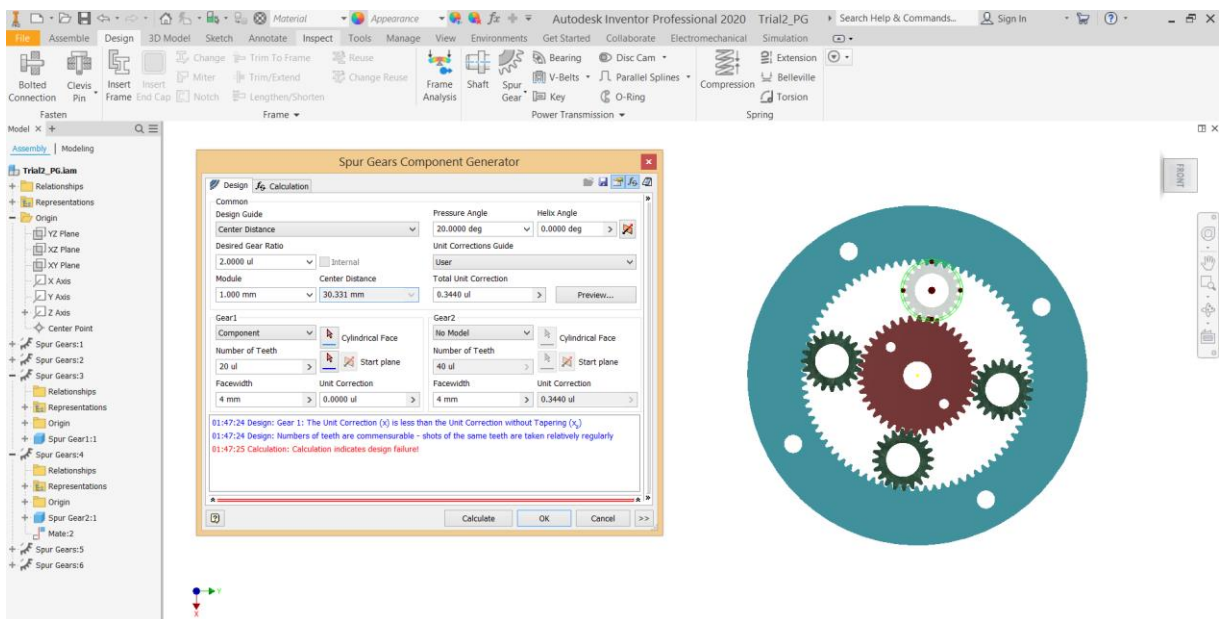 Material Appearance fx Autodesk Inventor Professional 2020 Trial2_PG Search Help & Commands... Sign In
File Assemble Design 3D Model Sketch Annotate Inspect Tools Manage View Environments Get Started Collaborate Electromechanical Simulation
Bolted Connection
Clevis Pin
Insert Frame
Insert End Cap
Change Trim To Frame Reuse
Miter Trim/Extend Change Reuse
Notch Lengthen/Shorten
Frame Analysis
Shaft
Spur Gear
Bearing Disc Cam
V-Belts Parallel Splines
Key O-Ring
Compression
Extension
Belleville
Torsion
Fasten Frame Power Transmission Spring
Model
Assembly | Modeling
Trial2_PG.iam
Relationships
Representations
Origin
YZ Plane
XZ Plane
XY Plane
X Axis
Y Axis
Z Axis
Center Point
Spur Gears:1
Spur Gears:2
Spur Gears:3
Relationships
Representations
Origin
Spur Gear1:1
Spur Gears:4
Relationships
Representations
Origin
Spur Gear2:1
Mate:2
Spur Gears:5
Spur Gears:6
Spur Gears Component Generator
Design Calculation
Common
Design Guide Pressure Angle Helix Angle
Center Distance 20.0000 deg 0.0000 deg
Desired Gear Ratio Unit Corrections Guide
2.0000 ul Internal User
Module Center Distance Total Unit Correction
1.000 mm 30.331 mm 0.3440 ul Preview...
Gear1 Gear2
Component Cylindrical Face No Model Cylindrical Face
Number of Teeth Start plane Number of Teeth Start plane
20 ul 40 ul
Facewidth Unit Correction Facewidth Unit Correction
4 mm 0.0000 ul 4 mm 0.3440 ul
01:47:24 Design: Gear 1: The Unit Correction (x) is less than the Unit Correction without Tapering (xz)
01:47:24 Design: Numbers of teeth are commensurable - shots of the same teeth are taken relatively regularly
01:47:25 Calculation: Calculation indicates design failure!
Calculate OK Cancel >>
FRONT
Y
X